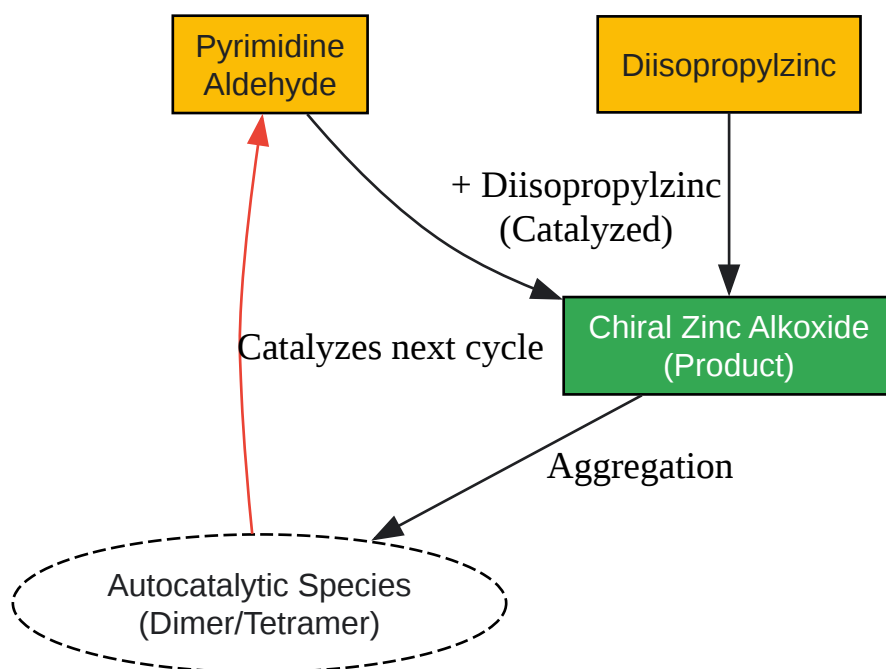 Pyrimidine
Aldehyde
Diisopropylzinc
+ Diisopropylzinc
(Catalyzed)
Chiral Zinc Alkoxide
(Product)
Catalyzes next cycle
Aggregation
Autocatalytic Species
(Dimer/Tetramer)